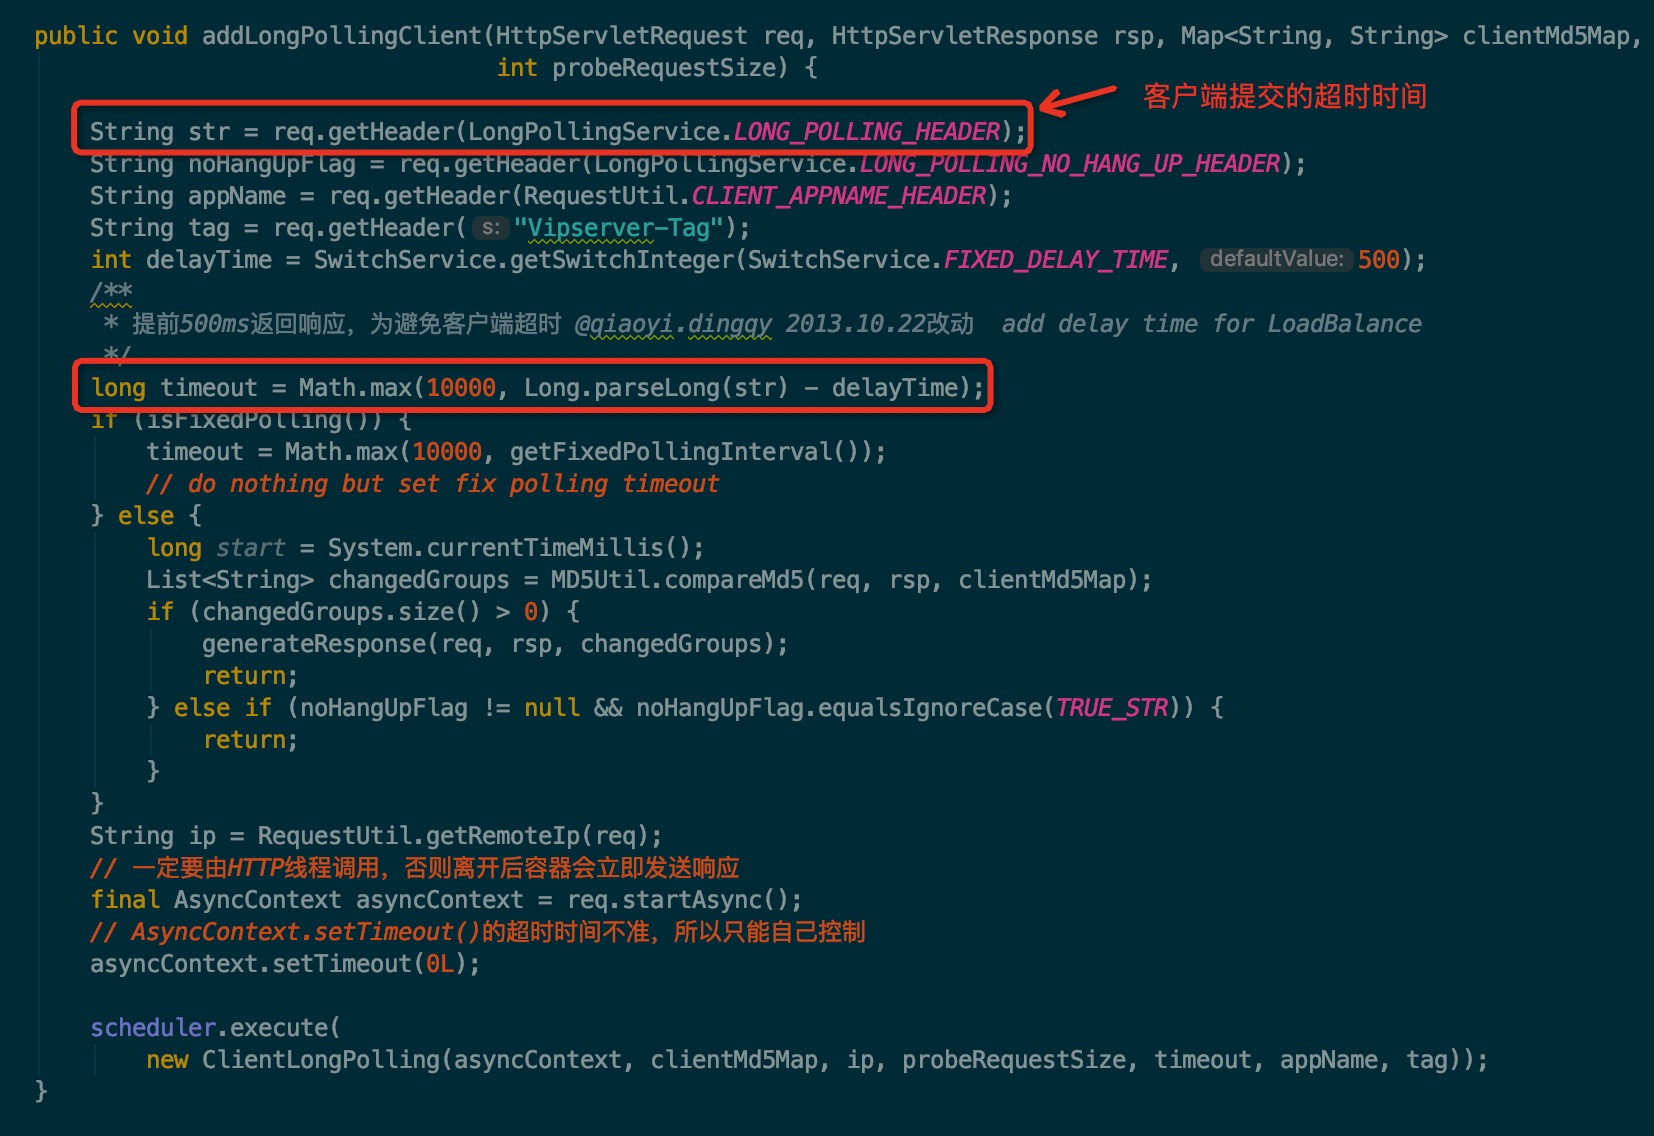 public void addLongPollingClient(HttpServletRequest req, HttpServletResponse rsp, Map<String, String> clientMd5Map,
int probeRequestSize) {
客户端提交的超时时间
String str = req.getHeader(LongPollingService.LONG_POLLING_HEADER);
String noHangUpFlag = req.getHeader(LongPollingService.LONG_POLLING_NO_HANG_UP_HEADER);
String appName = req.getHeader(RequestUtil.CLIENT_APPNAME_HEADER);
String tag = req.getHeader( s: "Vipserver-Tag");
int delayTime = SwitchService.getSwitchInteger(SwitchService.FIXED_DELAY_TIME, defaultValue: 500);
/**
* 提前500ms返回响应，为避免客户端超时 @qiaoyi.dingqy 2013.10.22改动  add delay time for LoadBalance
*/
long timeout = Math.max(10000, Long.parseLong(str) - delayTime);
if (isFixedPolling()) {
timeout = Math.max(10000, getFixedPollingInterval());
// do nothing but set fix polling timeout
} else {
long start = System.currentTimeMillis();
List<String> changedGroups = MD5Util.compareMd5(req, rsp, clientMd5Map);
if (changedGroups.size() > 0) {
generateResponse(req, rsp, changedGroups);
return;
} else if (noHangUpFlag != null && noHangUpFlag.equalsIgnoreCase(TRUE_STR)) {
return;
}
}
String ip = RequestUtil.getRemoteIp(req);
// 一定要由HTTP线程调用，否则离开后容器会立即发送响应
final AsyncContext asyncContext = req.startAsync();
// AsyncContext.setTimeout()的超时时间不准，所以只能自己控制
asyncContext.setTimeout(0L);
scheduler.execute(
new ClientLongPolling(asyncContext, clientMd5Map, ip, probeRequestSize, timeout, appName, tag));
}